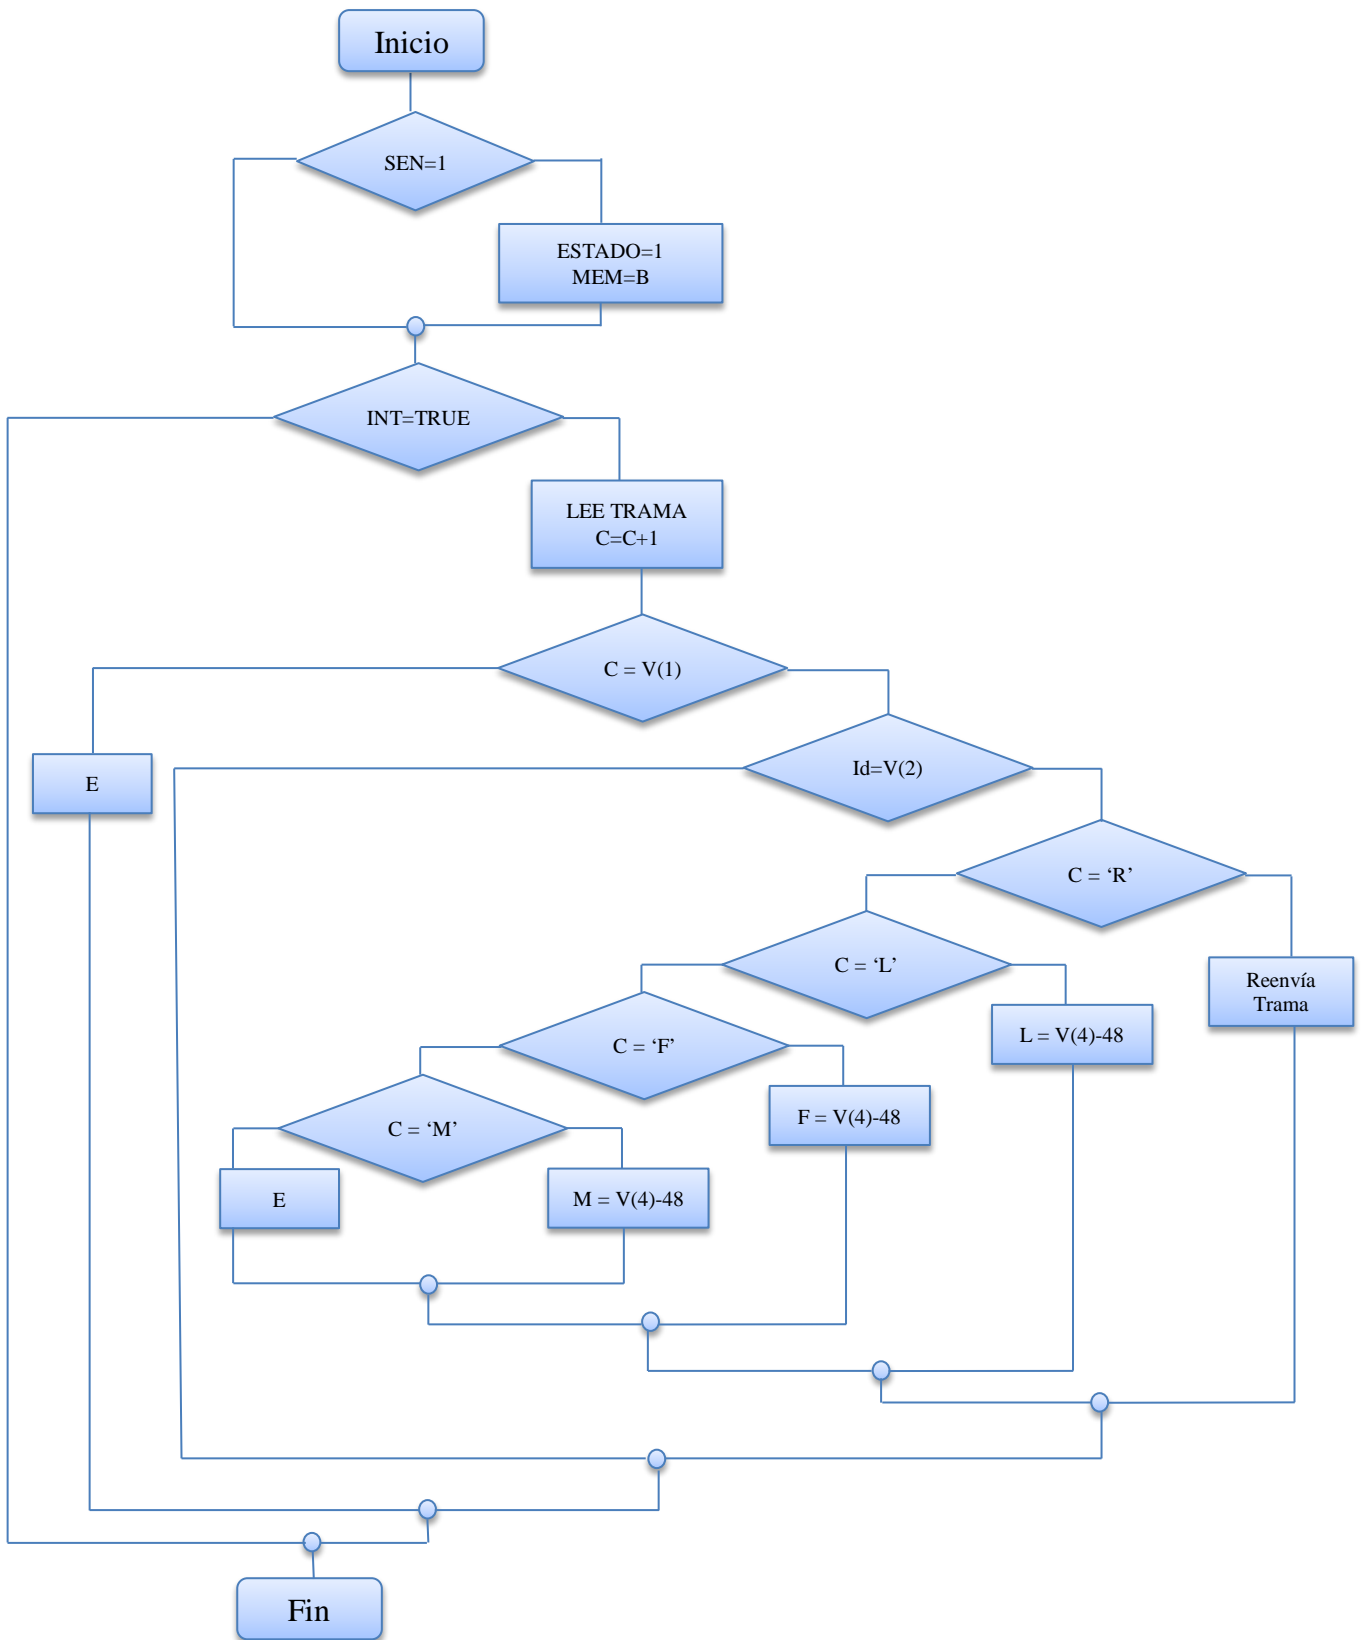 Inicio
SEN=1
ESTADO=1
MEM=B
INT=TRUE
LEE TRAMA
C=C+1
C = V(1)
Id=V(2)
E
C = ‘R’
C = ‘L’
Reenvía
Trama
L = V(4)-48
C = ‘F’
F = V(4)-48
C = ‘M’
E
M = V(4)-48
Fin